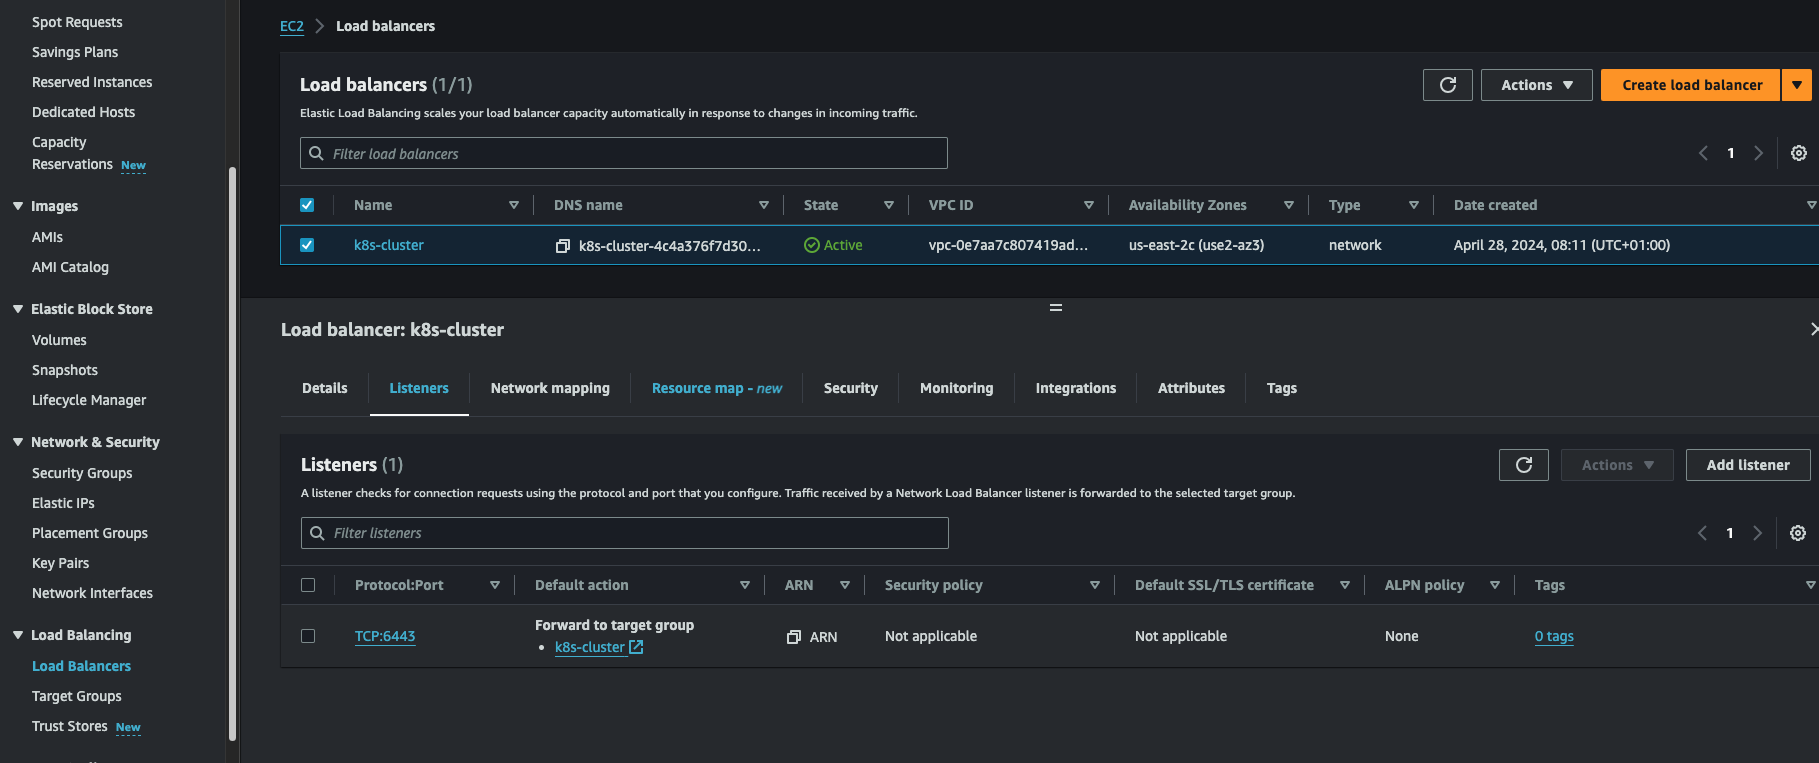 Spot Requests
Savings Plans
Reserved Instances
Dedicated Hosts
Capacity
Reservations New
Images
AMIs
AMI Catalog
Elastic Block Store
Volumes
Snapshots
Lifecycle Manager
Network & Security
Security Groups
Elastic IPs
Placement Groups
Key Pairs
Network Interfaces
Load Balancing
Load Balancers
Target Groups
Trust Stores New
EC2 > Load balancers
Load balancers (1/1)
Actions
Create load balancer
Elastic Load Balancing scales your load balancer capacity automatically in response to changes in incoming traffic.
Filter load balancers
1
Name DNS name State VPC ID Availability Zones Type Date created
k8s-cluster k8s-cluster-4c4a376f7d30... Active vpc-0e7aa7c807419ad... us-east-2c (use2-az3) network April 28, 2024, 08:11 (UTC+01:00)
Load balancer: k8s-cluster
Details Listeners Network mapping Resource map - new Security Monitoring Integrations Attributes Tags
Listeners (1)
Actions
Add listener
A listener checks for connection requests using the protocol and port that you configure. Traffic received by a Network Load Balancer listener is forwarded to the selected target group.
Filter listeners
1
Protocol:Port Default action ARN Security policy Default SSL/TLS certificate ALPN policy Tags
Forward to target group
TCP:6443 ARN Not applicable Not applicable None 0 tags
• k8s-cluster